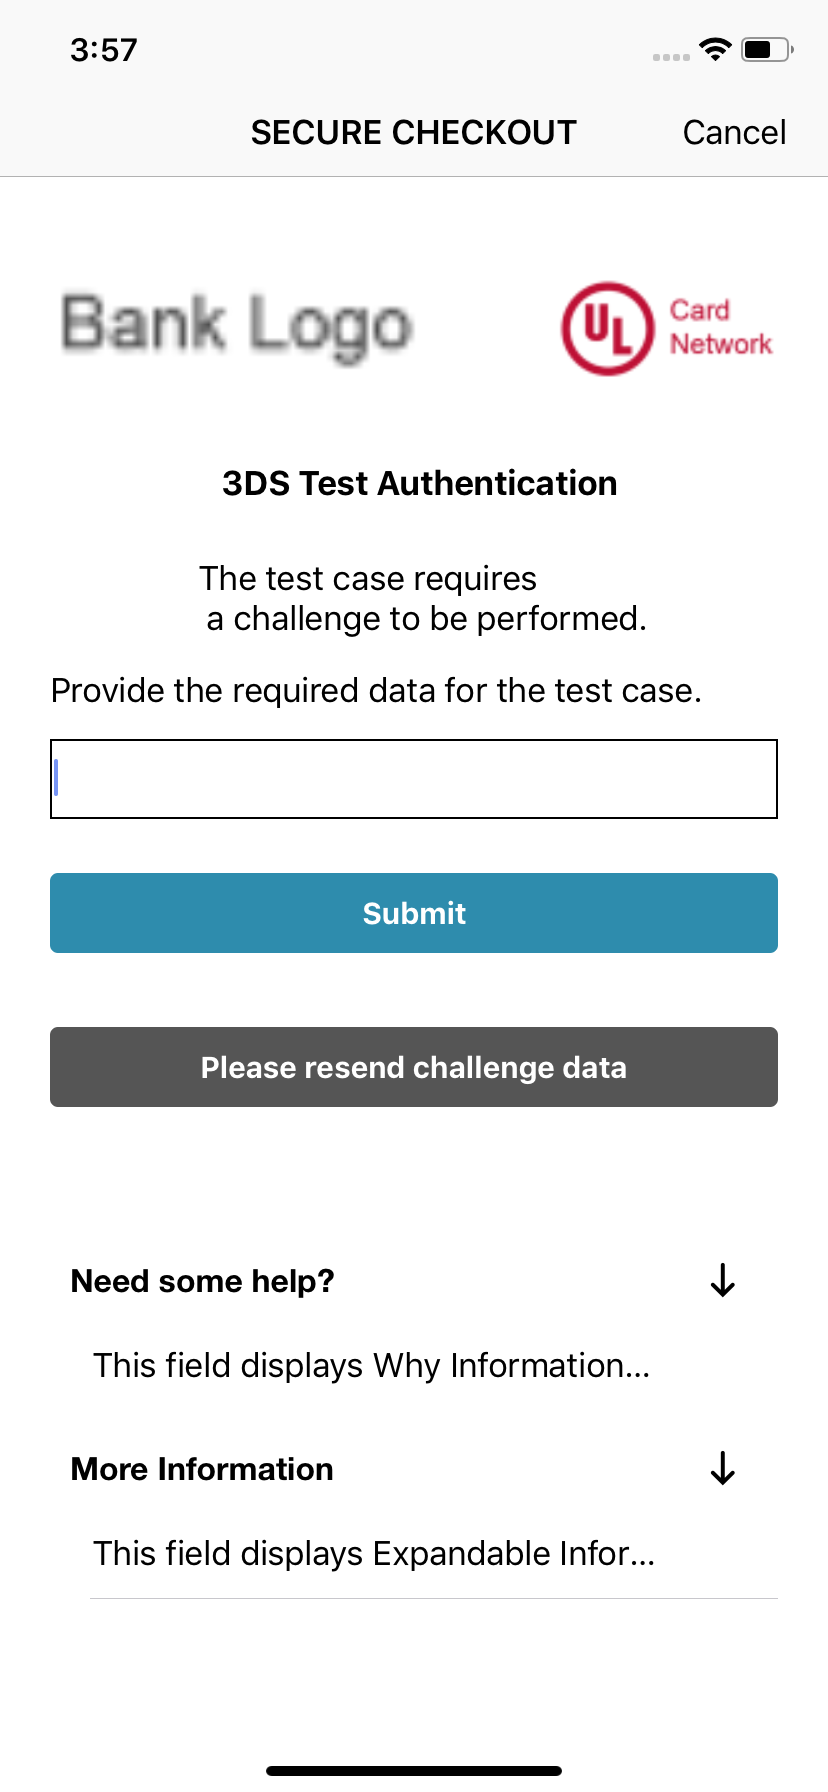 3:57
SECURE CHECKOUT Cancel
Bank Logo
UL Card
Network
3DS Test Authentication
The test case requires
a challenge to be performed.
Provide the required data for the test case.
Submit
Please resend challenge data
Need some help?
This field displays Why Information...
More Information
This field displays Expandable Infor...